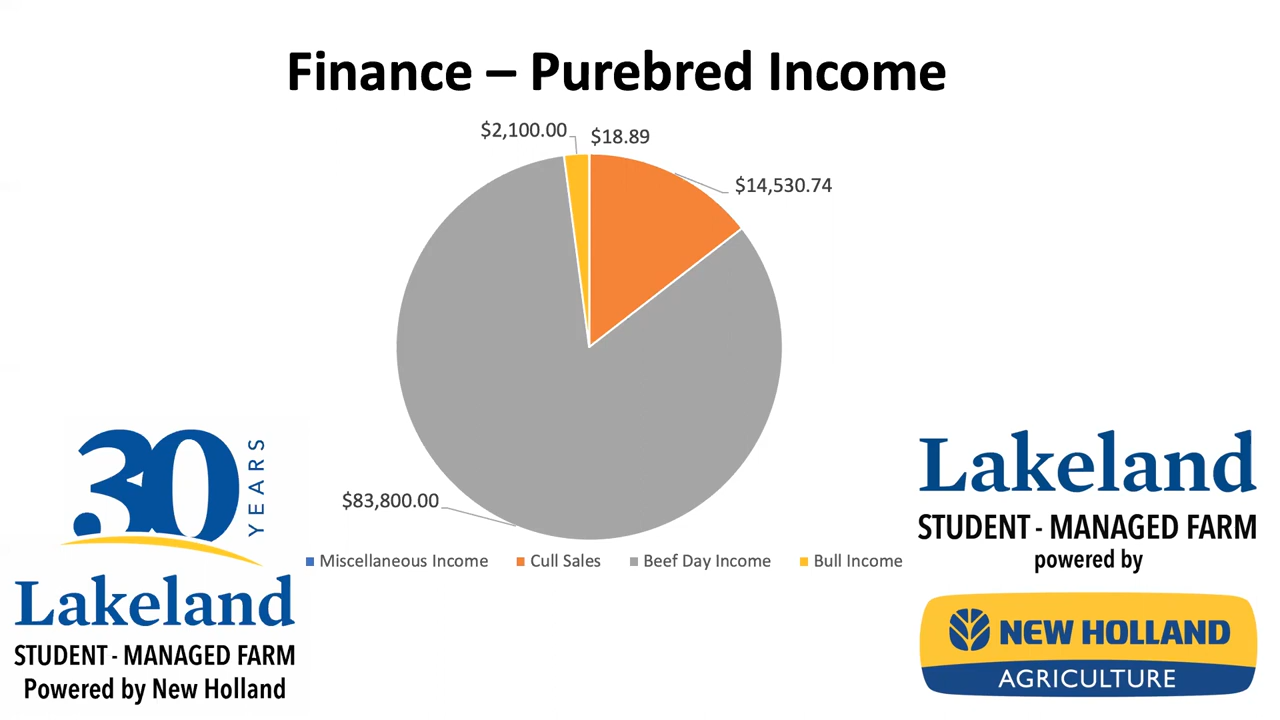 Finance – Purebred Income
$2,100.00
$18.89
$14,530.74
$83,800.00
Miscellaneous Income
Cull Sales
Beef Day Income
Bull Income
30 YEARS
Lakeland
STUDENT - MANAGED FARM
Powered by New Holland
Lakeland
STUDENT - MANAGED FARM
powered by
NEW HOLLAND
AGRICULTURE